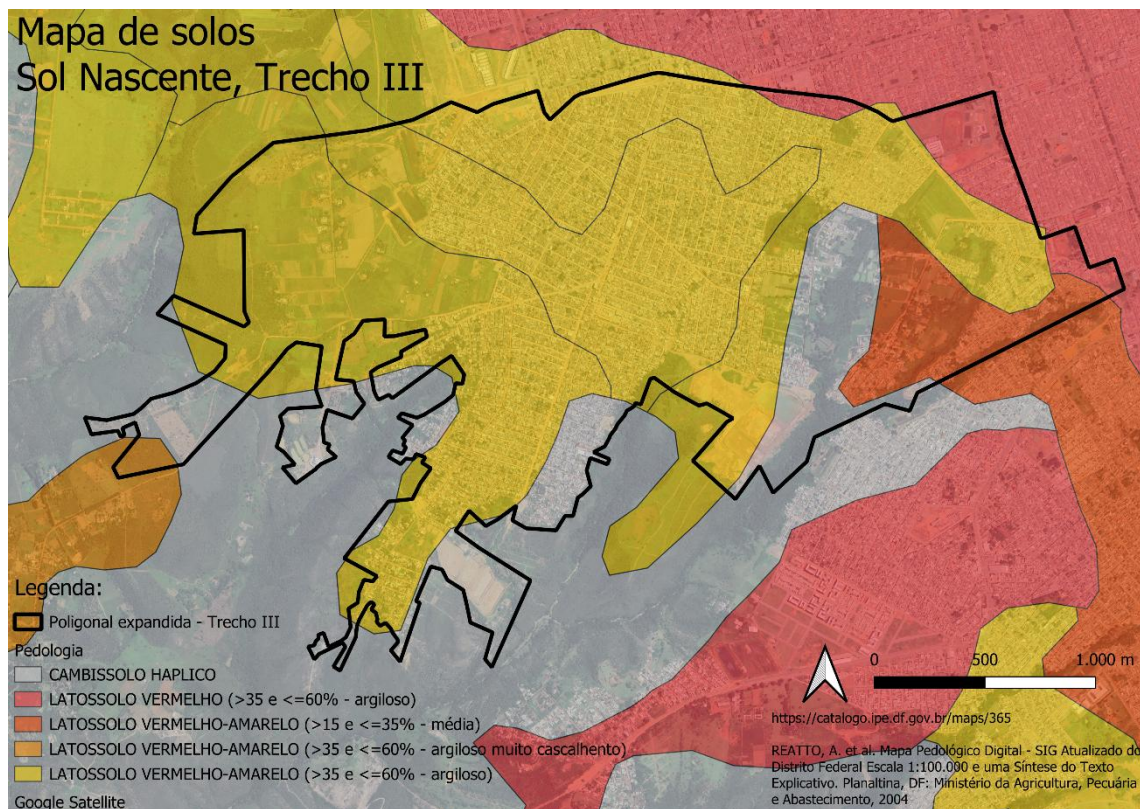 Mapa de solos
Sol Nascente, Trecho III
Legenda:
Poligonal expandida - Trecho III
Pedologia
CAMBISSOLO HAPLICO
LATOSSOLO VERMELHO (>35 e <=60% - argiloso)
LATOSSOLO VERMELHO-AMARELO (>15 e <=35% - média)
LATOSSOLO VERMELHO-AMARELO (>35 e <=60% - argiloso muito cascalhento)
LATOSSOLO VERMELHO-AMARELO (>35 e <=60% - argiloso)
Google Satellite
0 500 1.000 m
https://catalogo.ipe.df.gov.br/maps/365
REATTO, A. et al. Mapa Pedológico Digital - SIG Atualizado do
Distrito Federal Escala 1:100.000 e uma Síntese do Texto
Explicativo. Planaltina, DF: Ministério da Agricultura, Pecuária
e Abastecimento, 2004